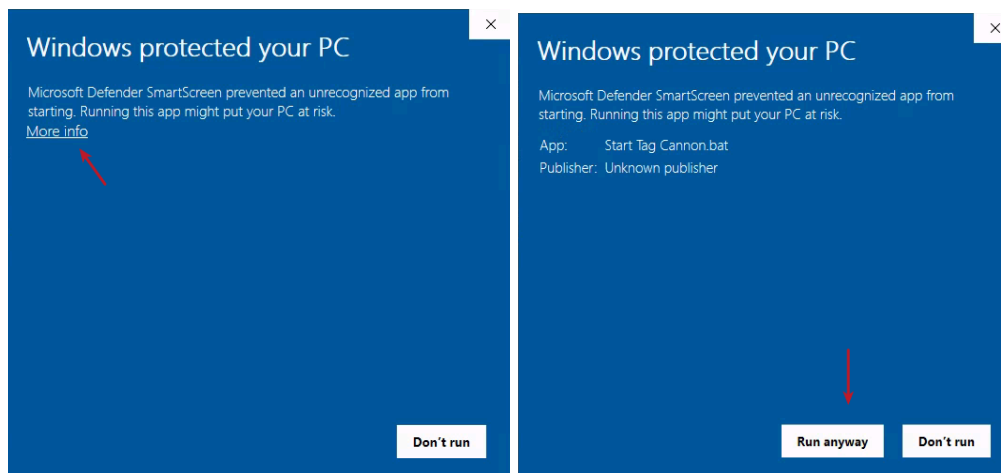 Windows protected your PC
Microsoft Defender SmartScreen prevented an unrecognized app from
starting. Running this app might put your PC at risk.
More info
Don't run
Windows protected your PC
Microsoft Defender SmartScreen prevented an unrecognized app from
starting. Running this app might put your PC at risk.
App: Start Tag Cannon.bat
Publisher: Unknown publisher
Run anyway Don't run